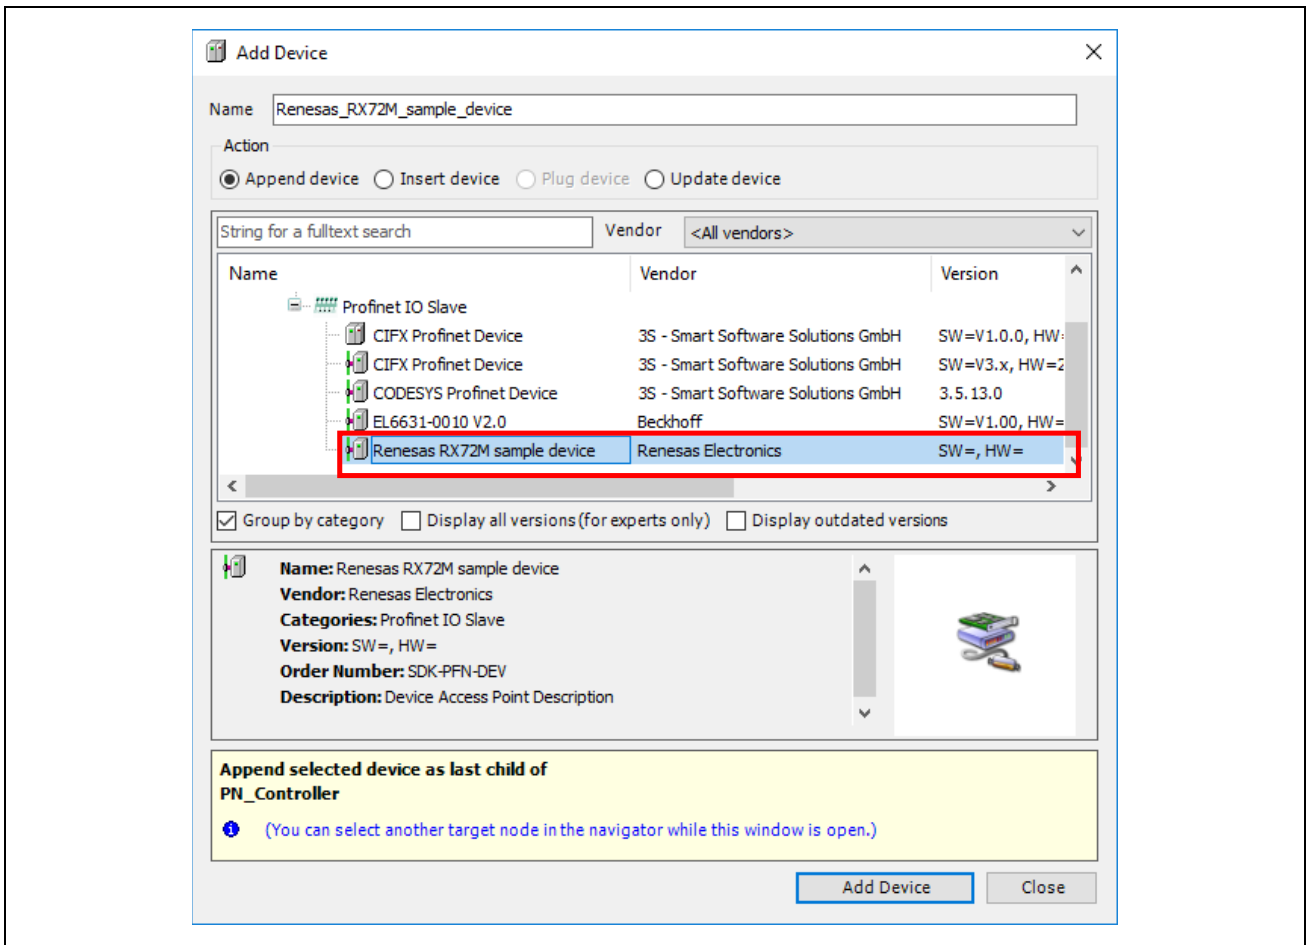 Add Device
Name Renesas_RX72M_sample_device
Action
Append device Insert device Plug device Update device
String for a fulltext search Vendor <All vendors>
Name Vendor Version
Profinet IO Slave
CIFX Profinet Device 3S - Smart Software Solutions GmbH SW=V1.0.0, HW=
CIFX Profinet Device 3S - Smart Software Solutions GmbH SW=V3.x, HW=2
CODESYS Profinet Device 3S - Smart Software Solutions GmbH 3.5.13.0
EL6631-0010 V2.0 Beckhoff SW=V1.00, HW=
Renesas RX72M sample device Renesas Electronics SW=, HW=
Group by category Display all versions (for experts only) Display outdated versions
Name: Renesas RX72M sample device
Vendor: Renesas Electronics
Categories: Profinet IO Slave
Version: SW=, HW=
Order Number: SDK-PFN-DEV
Description: Device Access Point Description
Append selected device as last child of
PN_Controller
(You can select another target node in the navigator while this window is open.)
Add Device Close